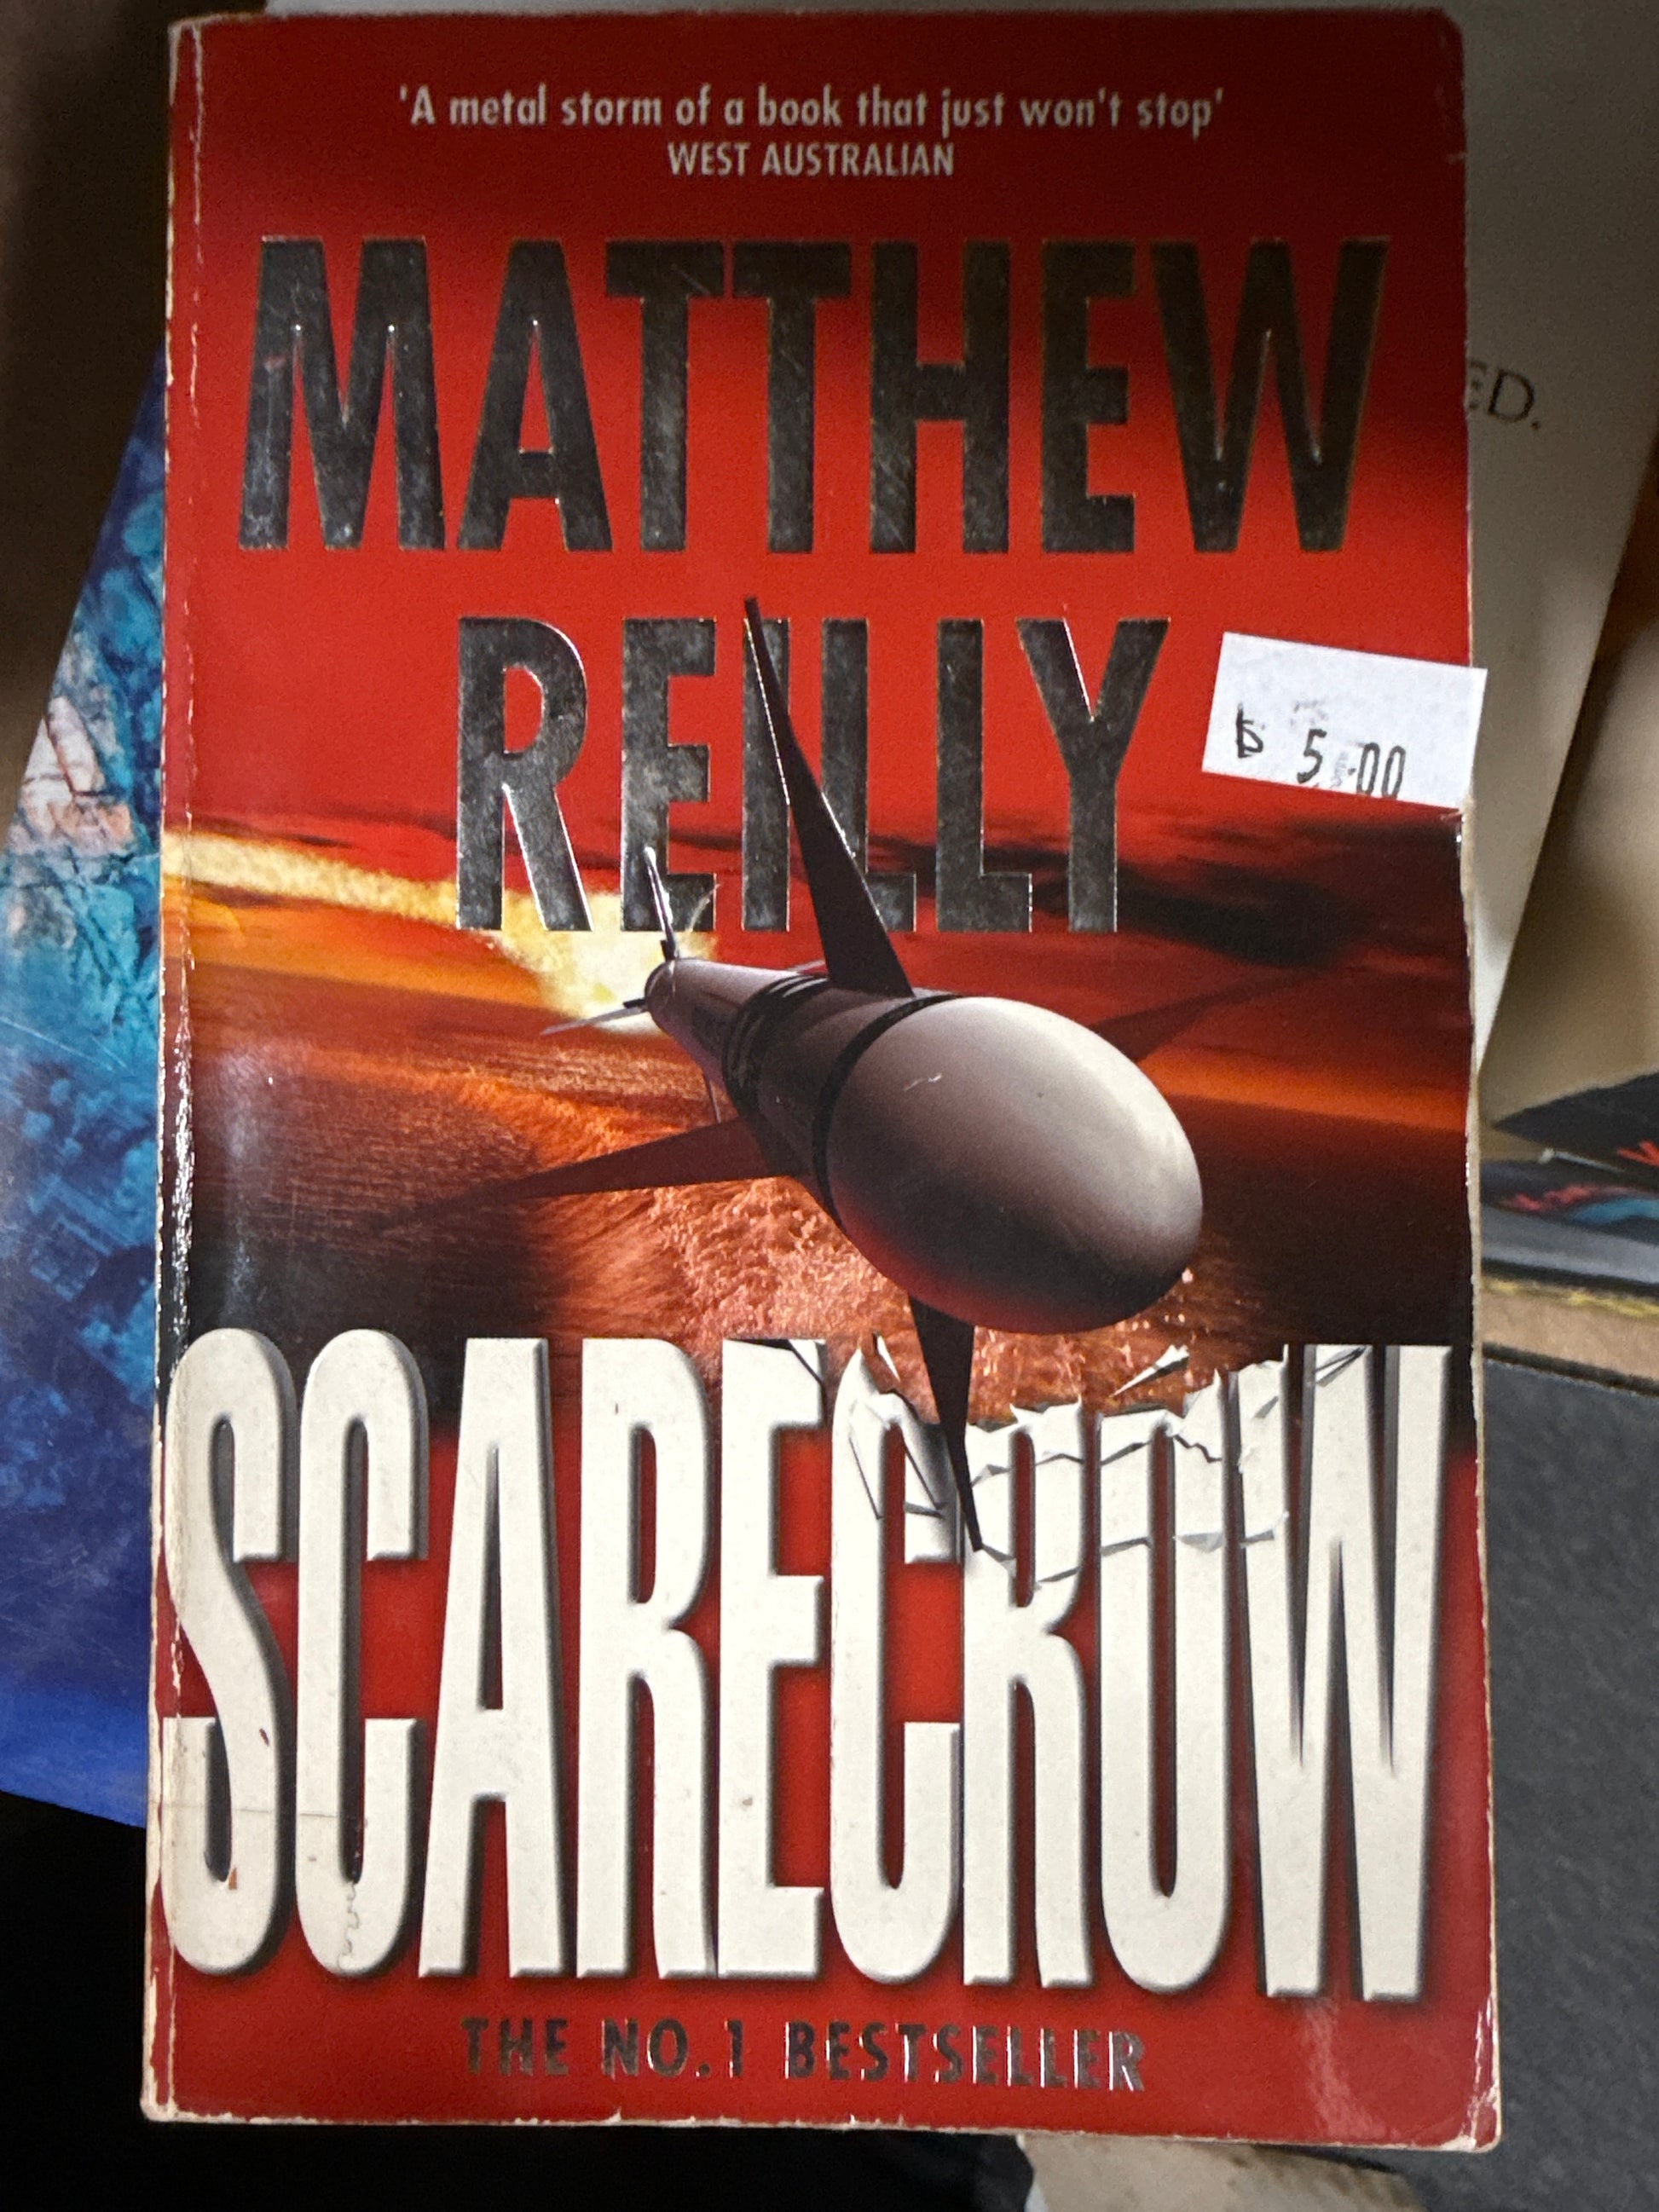 'A metal storm of a book that just won't stop'
WEST AUSTRALIAN
MATTHEW
REILLY
$ 5.00
ED.
SCARECROW
THE NO.1 BESTSELLER